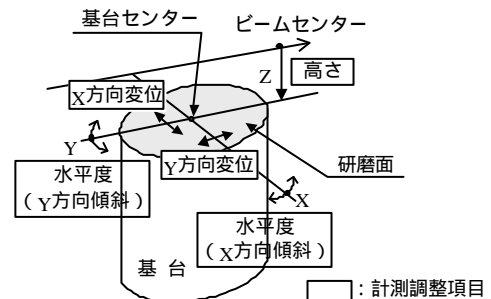 基台センター
ビームセンター
Z
高さ
X方向変位
Y
Y方向変位
研磨面
水平度
(Y方向傾斜)
X
水平度
(X方向傾斜)
基 台
:計測調整項目